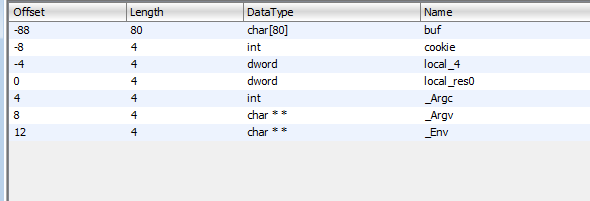 Offset Length DataType Name
-88 80 char[80] buf
-8 4 int cookie
-4 4 dword local_4
0 4 dword local_res0
4 4 int _Argc
8 4 char * * _Argv
12 4 char * * _Env